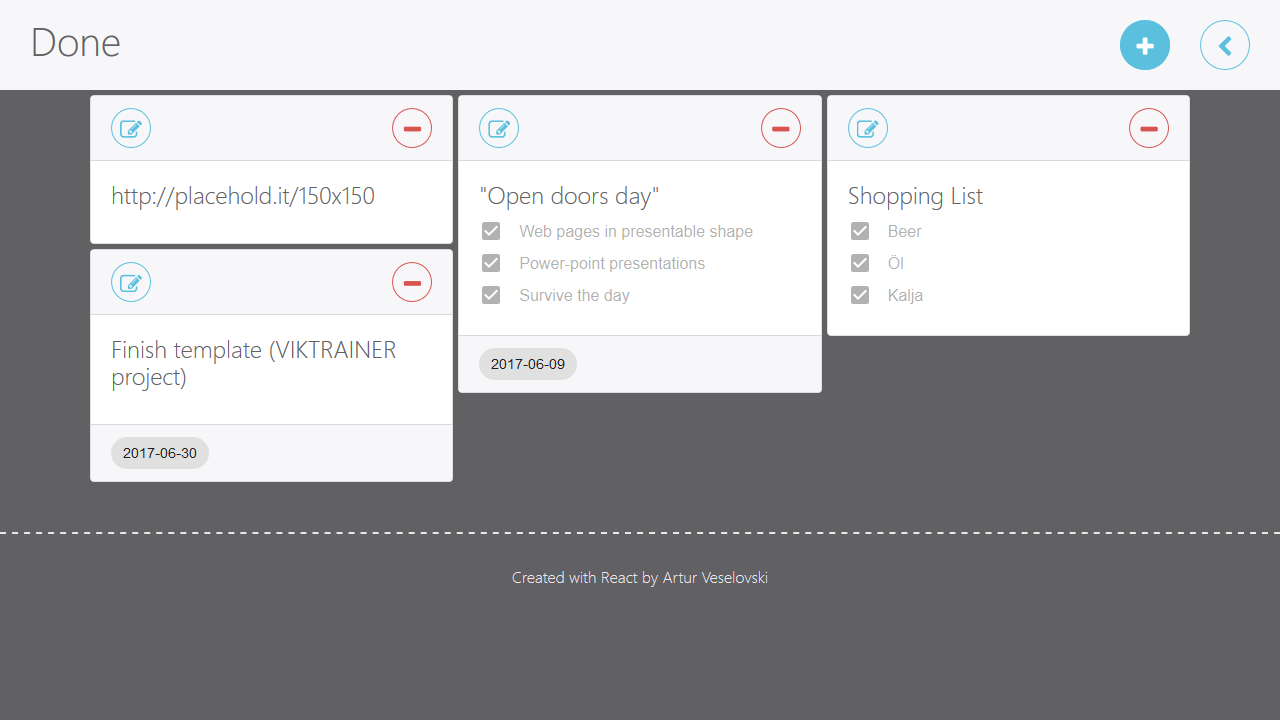 Done
http://placehold.it/150x150
Finish template (VIKTRAINER
project)
2017-06-30
"Open doors day"
Web pages in presentable shape
Power-point presentations
Survive the day
2017-06-09
Shopping List
Beer
Öl
Kalja
Created with React by Artur Veselovski